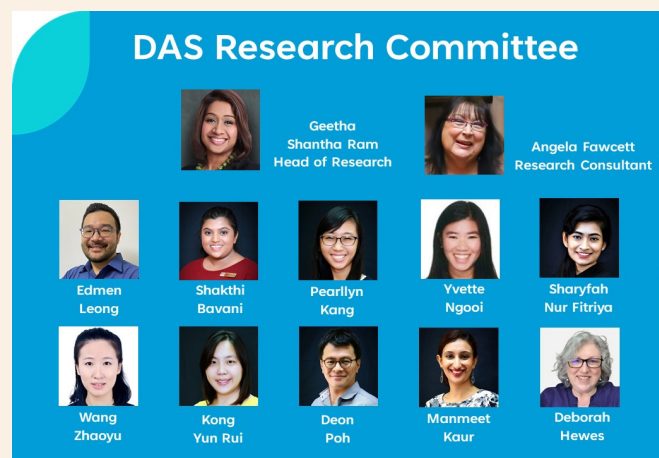 DAS Research Committee
Geetha
Shantha Ram
Head of Research
Angela Fawcett
Research Consultant
Edmen
Leong
Shakthi
Bavani
Pearllyn
Kang
Yvette
Ngooi
Sharyfah
Nur Fitriya
Wang
Zhaoyu
Kong
Yun Rui
Deon
Poh
Manmeet
Kaur
Deborah
Hewes